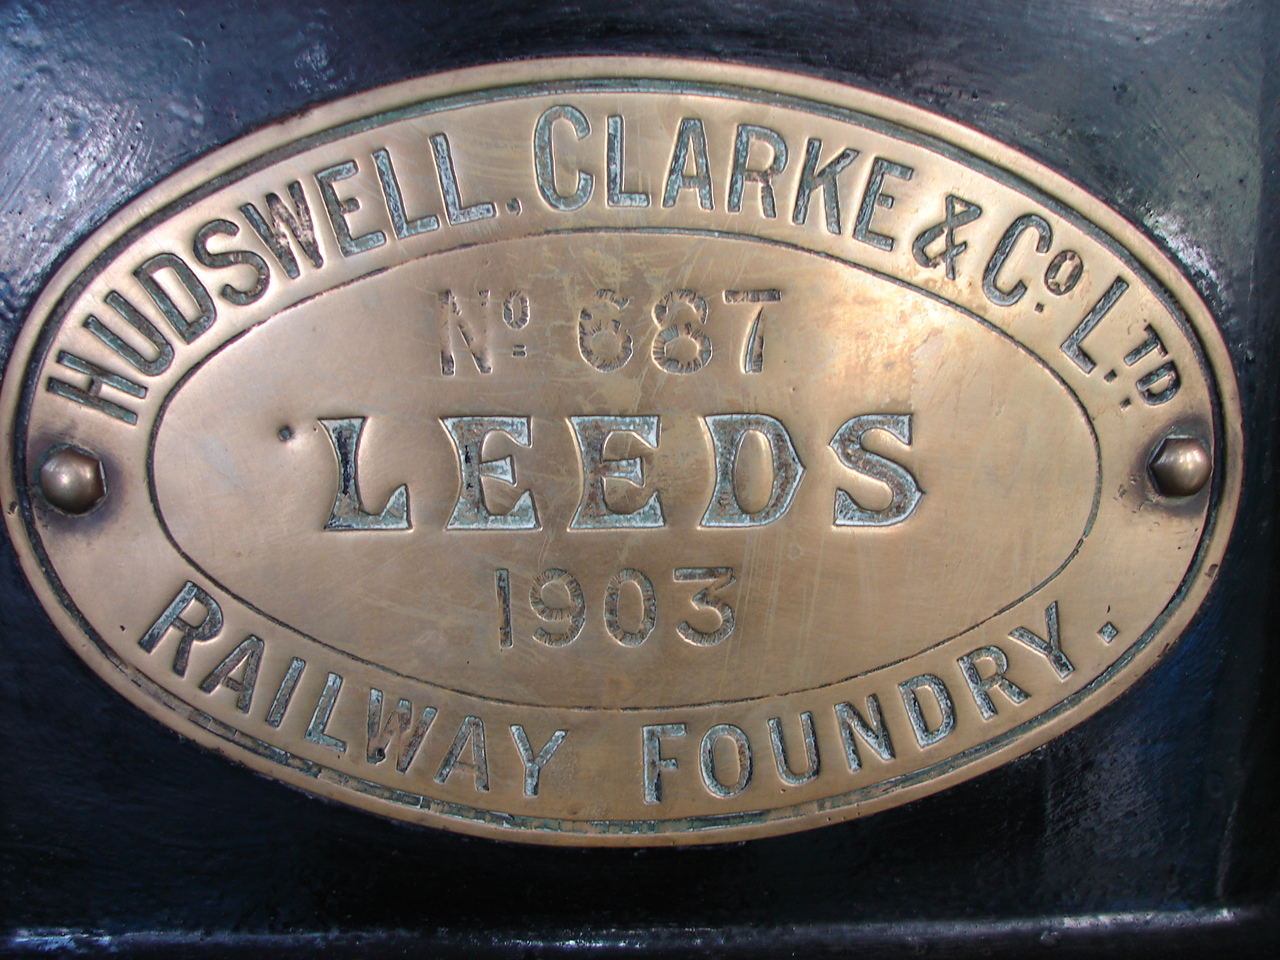 HUDSWELL. CLARKE & Co. LTD.
No 687
LEEDS
1903
RAILWAY FOUNDRY.